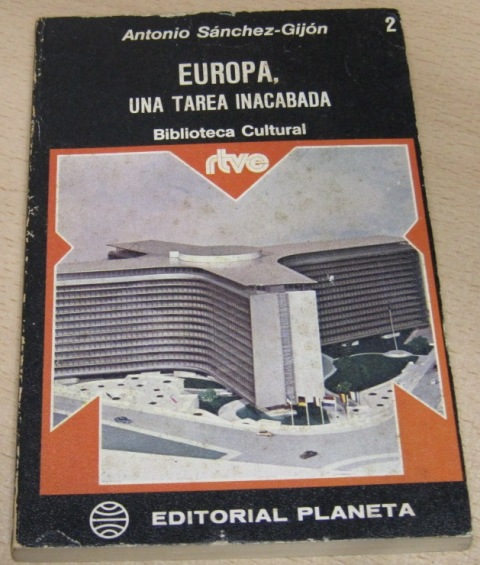 Antonio Sánchez-Gijón 2
EUROPA,
UNA TAREA INACABADA
Biblioteca Cultural
rtve
EDITORIAL PLANETA